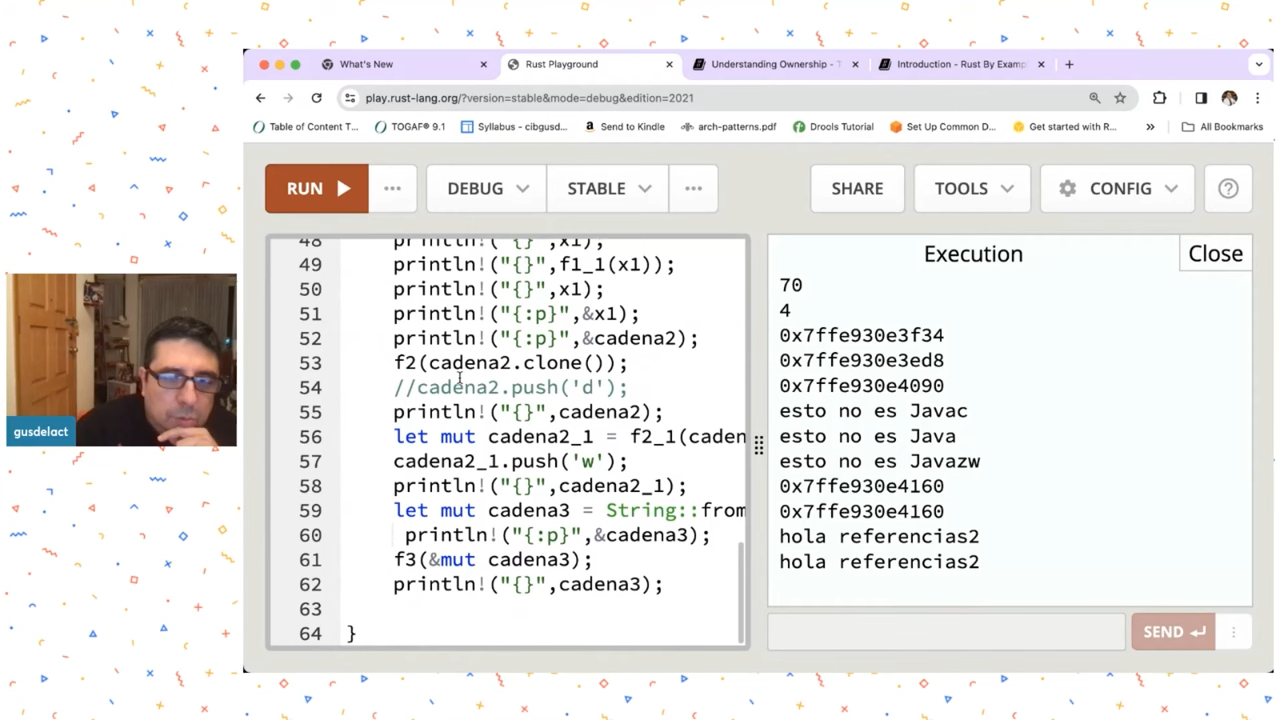 What's New
Rust Playground
Understanding Ownership - T
Introduction - Rust By Examp
play.rust-lang.org/?version=stable&mode=debug&edition=2021
Table of Content T...
TOGAF® 9.1
Syllabus - cibgusd...
Send to Kindle
arch-patterns.pdf
Drools Tutorial
Set Up Common D...
Get started with R...
»
All Bookmarks
RUN
DEBUG
STABLE
SHARE
TOOLS
CONFIG
48 println!("{}",x1);
49 println!("{}",f1_1(x1));
50 println!("{}",x1);
51 println!("{:p}",&x1);
52 println!("{:p}",&cadena2);
53 f2(cadena2.clone());
54 //cadena2.push('d');
55 println!("{}",cadena2);
56 let mut cadena2_1 = f2_1(caden
57 cadena2_1.push('w');
58 println!("{}",cadena2_1);
59 let mut cadena3 = String::from
60 println!("{:p}",&cadena3);
61 f3(&mut cadena3);
62 println!("{}",cadena3);
63
64 }
Execution
Close
70
4
0x7ffe930e3f34
0x7ffe930e3ed8
0x7ffe930e4090
esto no es Javac
esto no es Java
esto no es Javazw
0x7ffe930e4160
0x7ffe930e4160
hola referencias2
hola referencias2
SEND
gusdelact